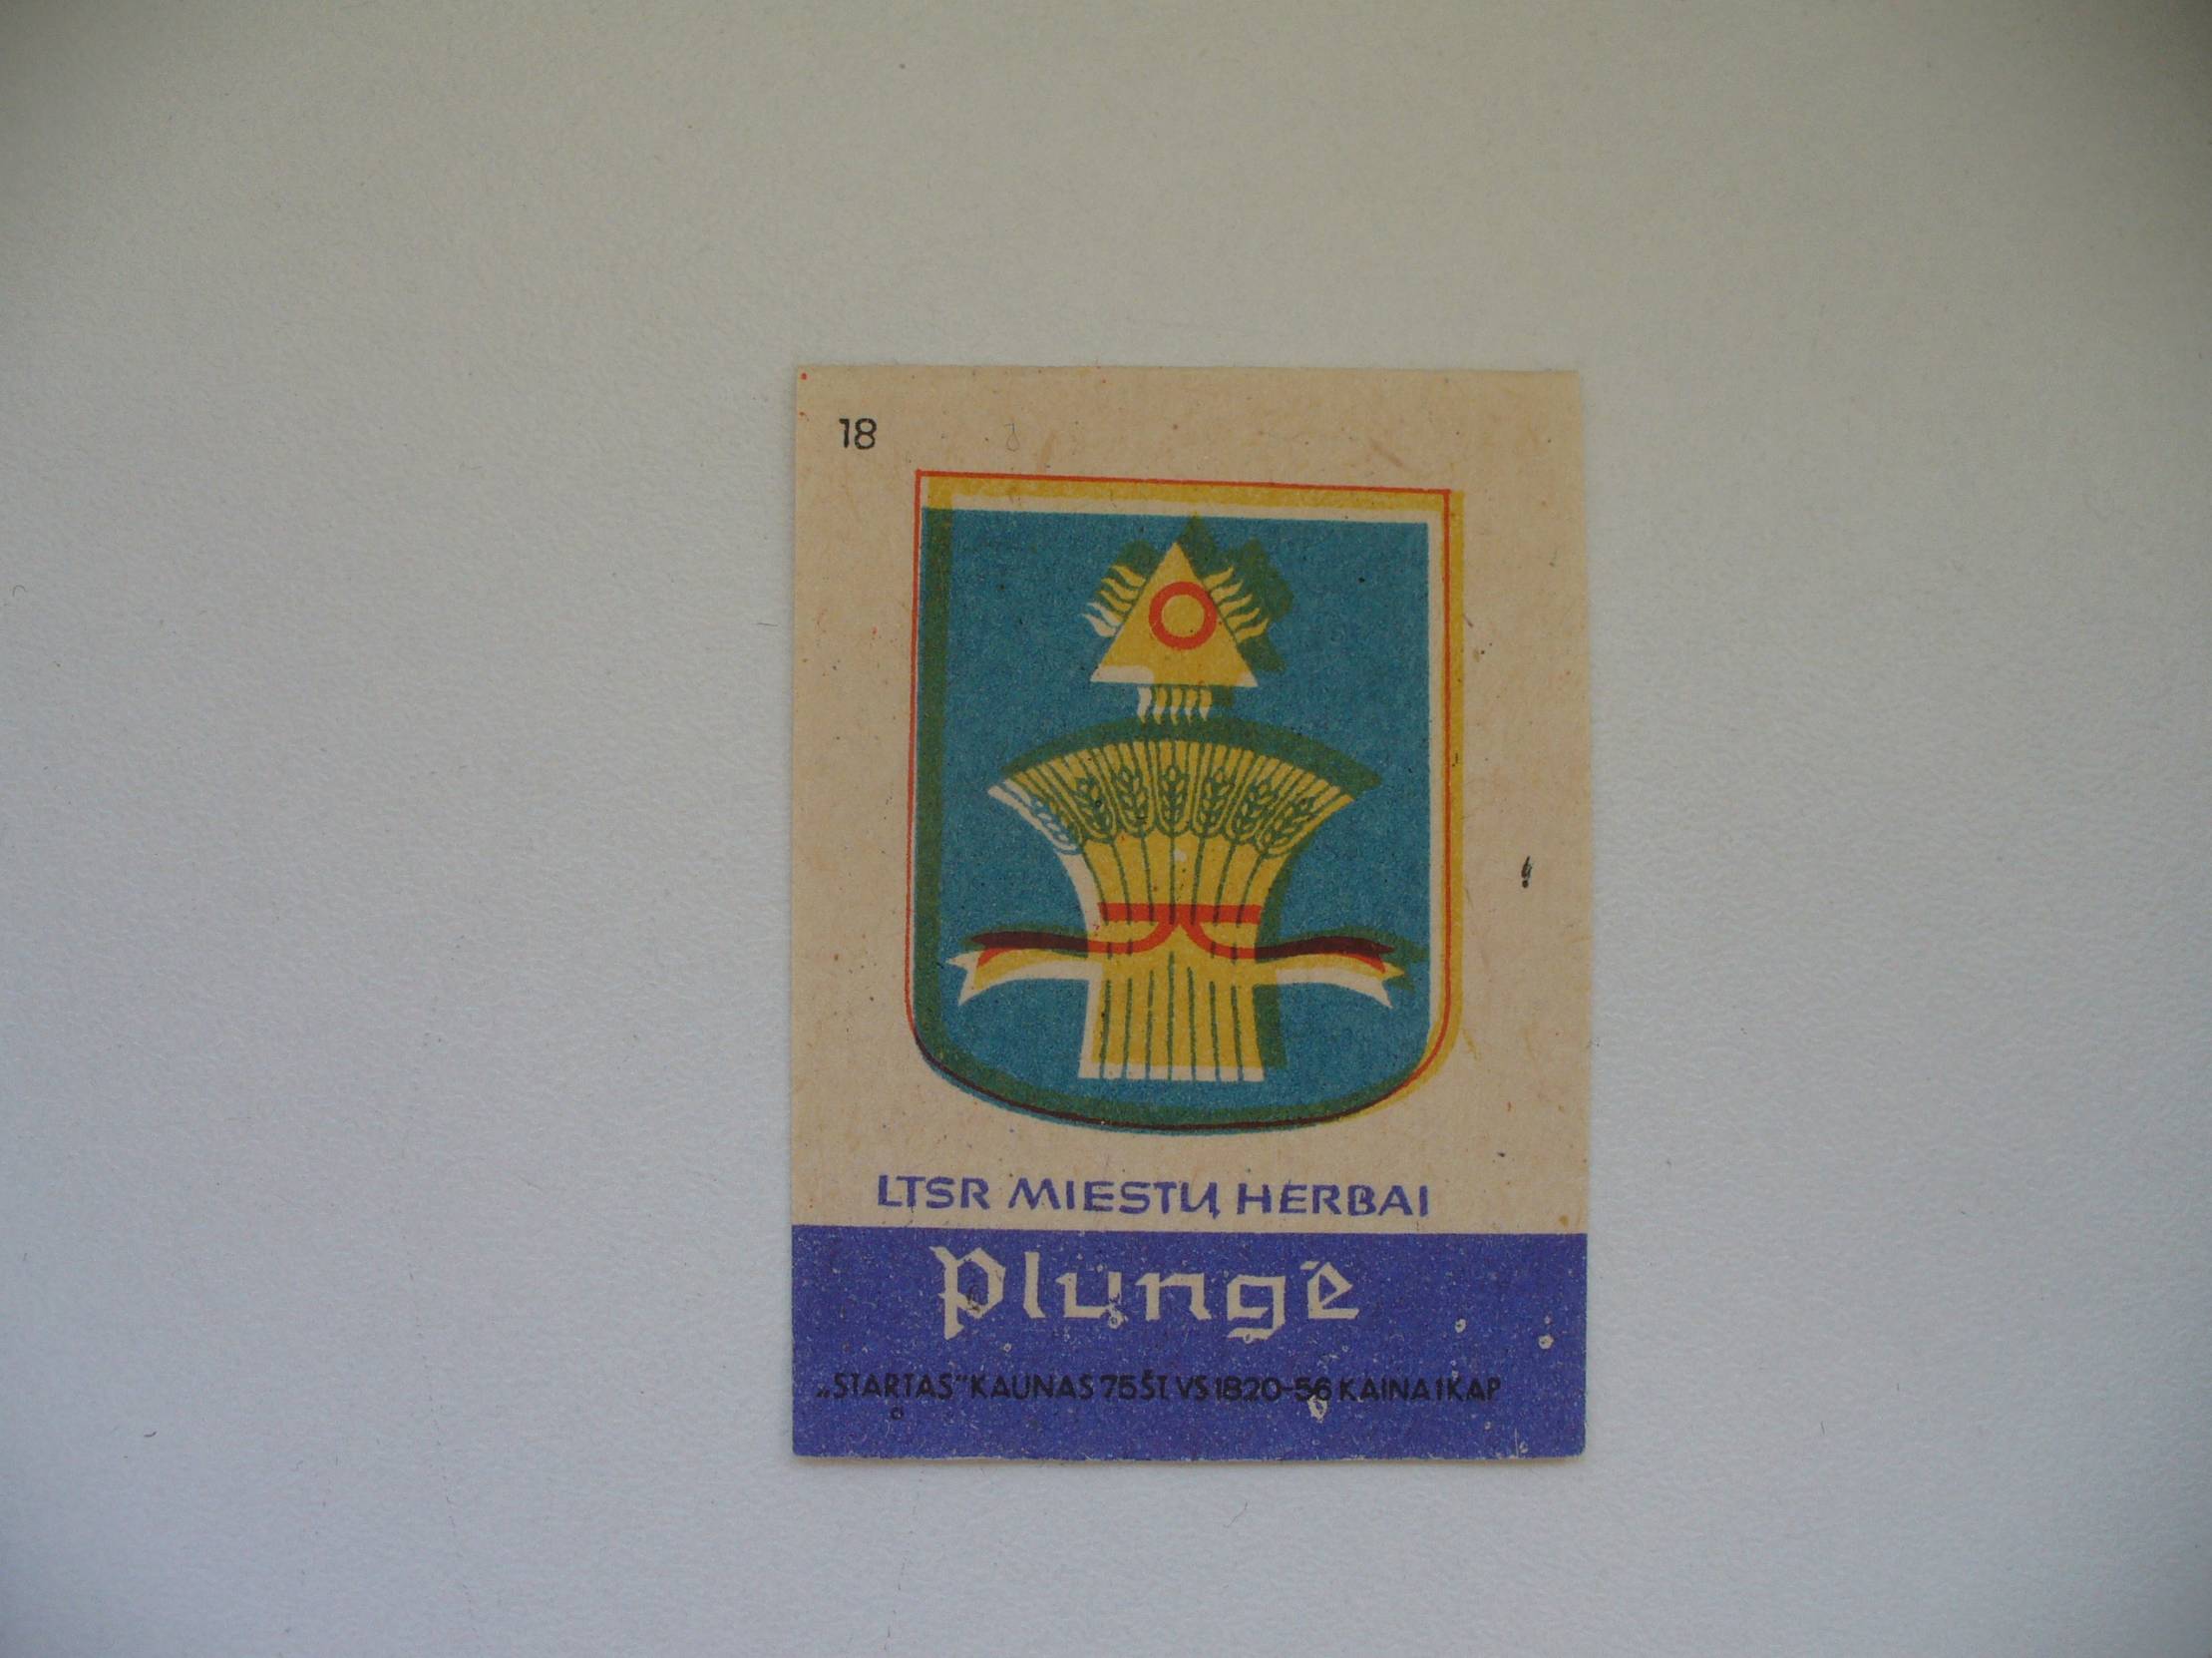 18
LTSR MIESTŲ HERBAI
Plungė
„STARTAS" KAUNAS 75 ŠT. VS 1820-56 KAINA 1 KAP